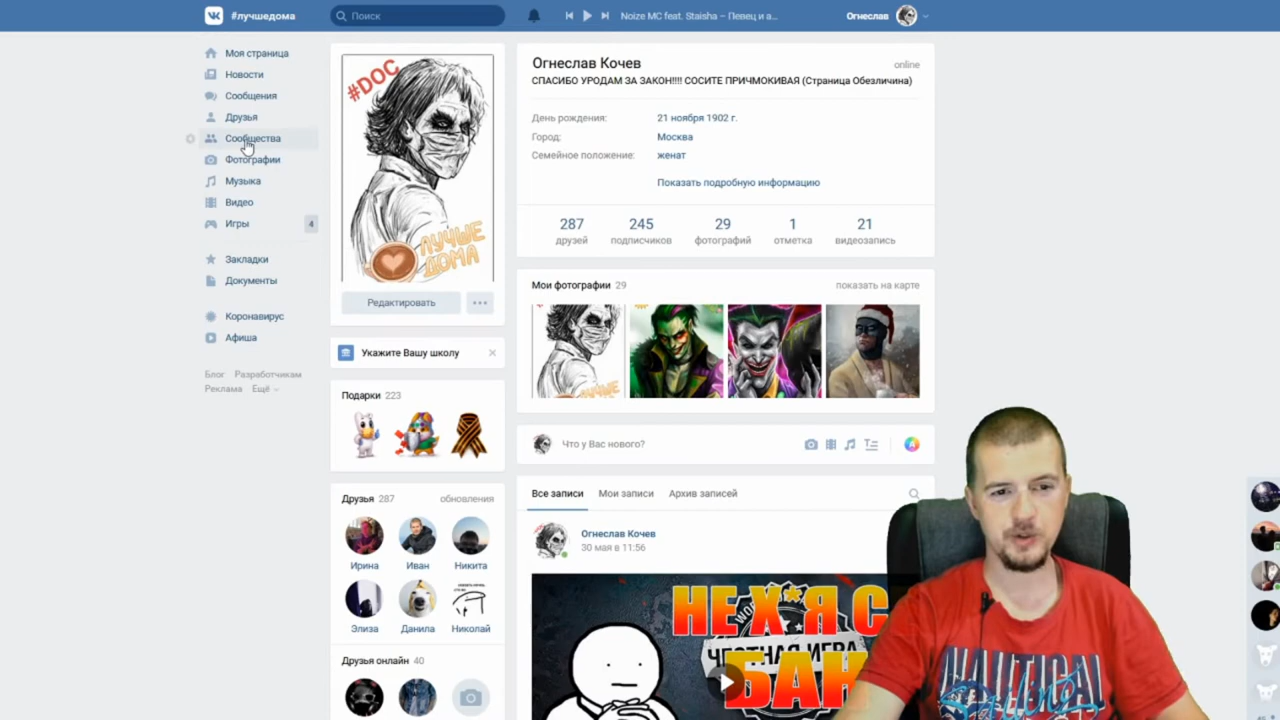 #лучшедома
Поиск
Noize MC feat. Staisha – Певец и а...
Огнеслав
Моя страница
Новости
Сообщения
Друзья
Сообщества
Фотографии
Музыка
Видео
Игры 4
Закладки
Документы
Коронавирус
Афиша
Блог Разработчикам
Реклама Ещё
#DOC
ЛУЧШЕ
ДОМА
Редактировать
Укажите Вашу школу
Подарки 223
Друзья 287 обновления
Ирина Иван Никита
Элиза Данила Николай
Друзья онлайн 40
Огнеслав Кочев online
СПАСИБО УРОДАМ ЗА ЗАКОН!!!! СОСИТЕ ПРИЧМОКИВАЯ (Страница Обезличина)
День рождения: 21 ноября 1902 г.
Город: Москва
Семейное положение: женат
Показать подробную информацию
287 245 29 1 21
друзей подписчиков фотографий отметка видеозапись
Мои фотографии 29 показать на карте
Что у Вас нового?
Все записи Мои записи Архив записей
Огнеслав Кочев
30 мая в 11:56
НЕ Х*Я С
ЧЕСТНАЯ ИГРА
БАН
NAUTICAL